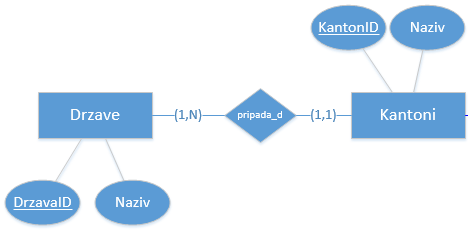 KantonID
Naziv
Drzave
(1,N)
pripada_d
(1,1)
Kantoni
DrzavaID
Naziv